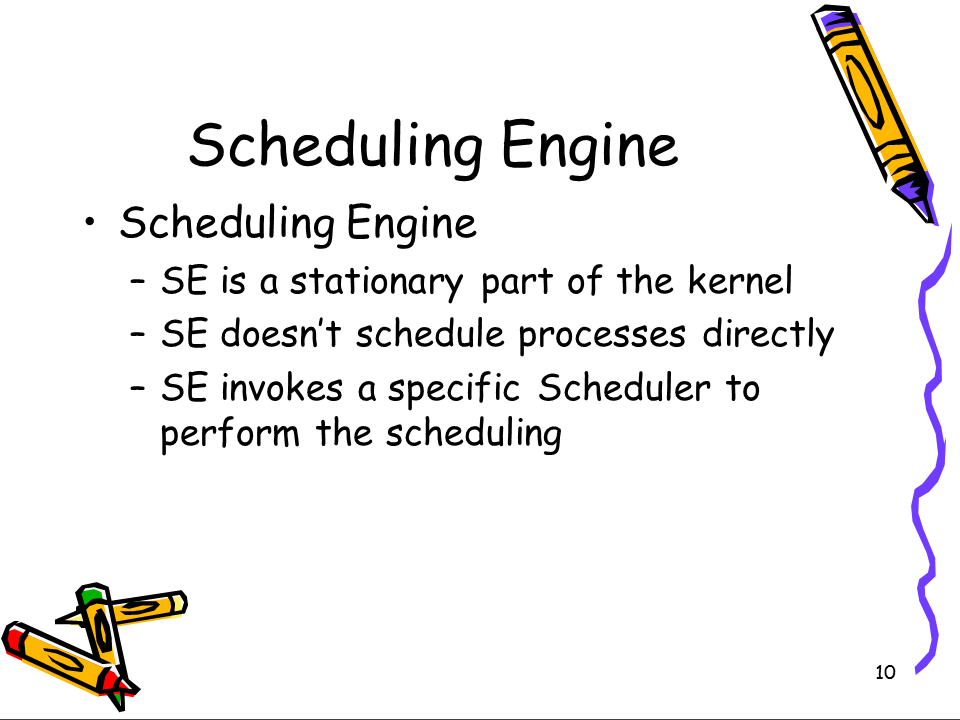 Scheduling Engine
• Scheduling Engine
– SE is a stationary part of the kernel
– SE doesn’t schedule processes directly
– SE invokes a specific Scheduler to
perform the scheduling
10